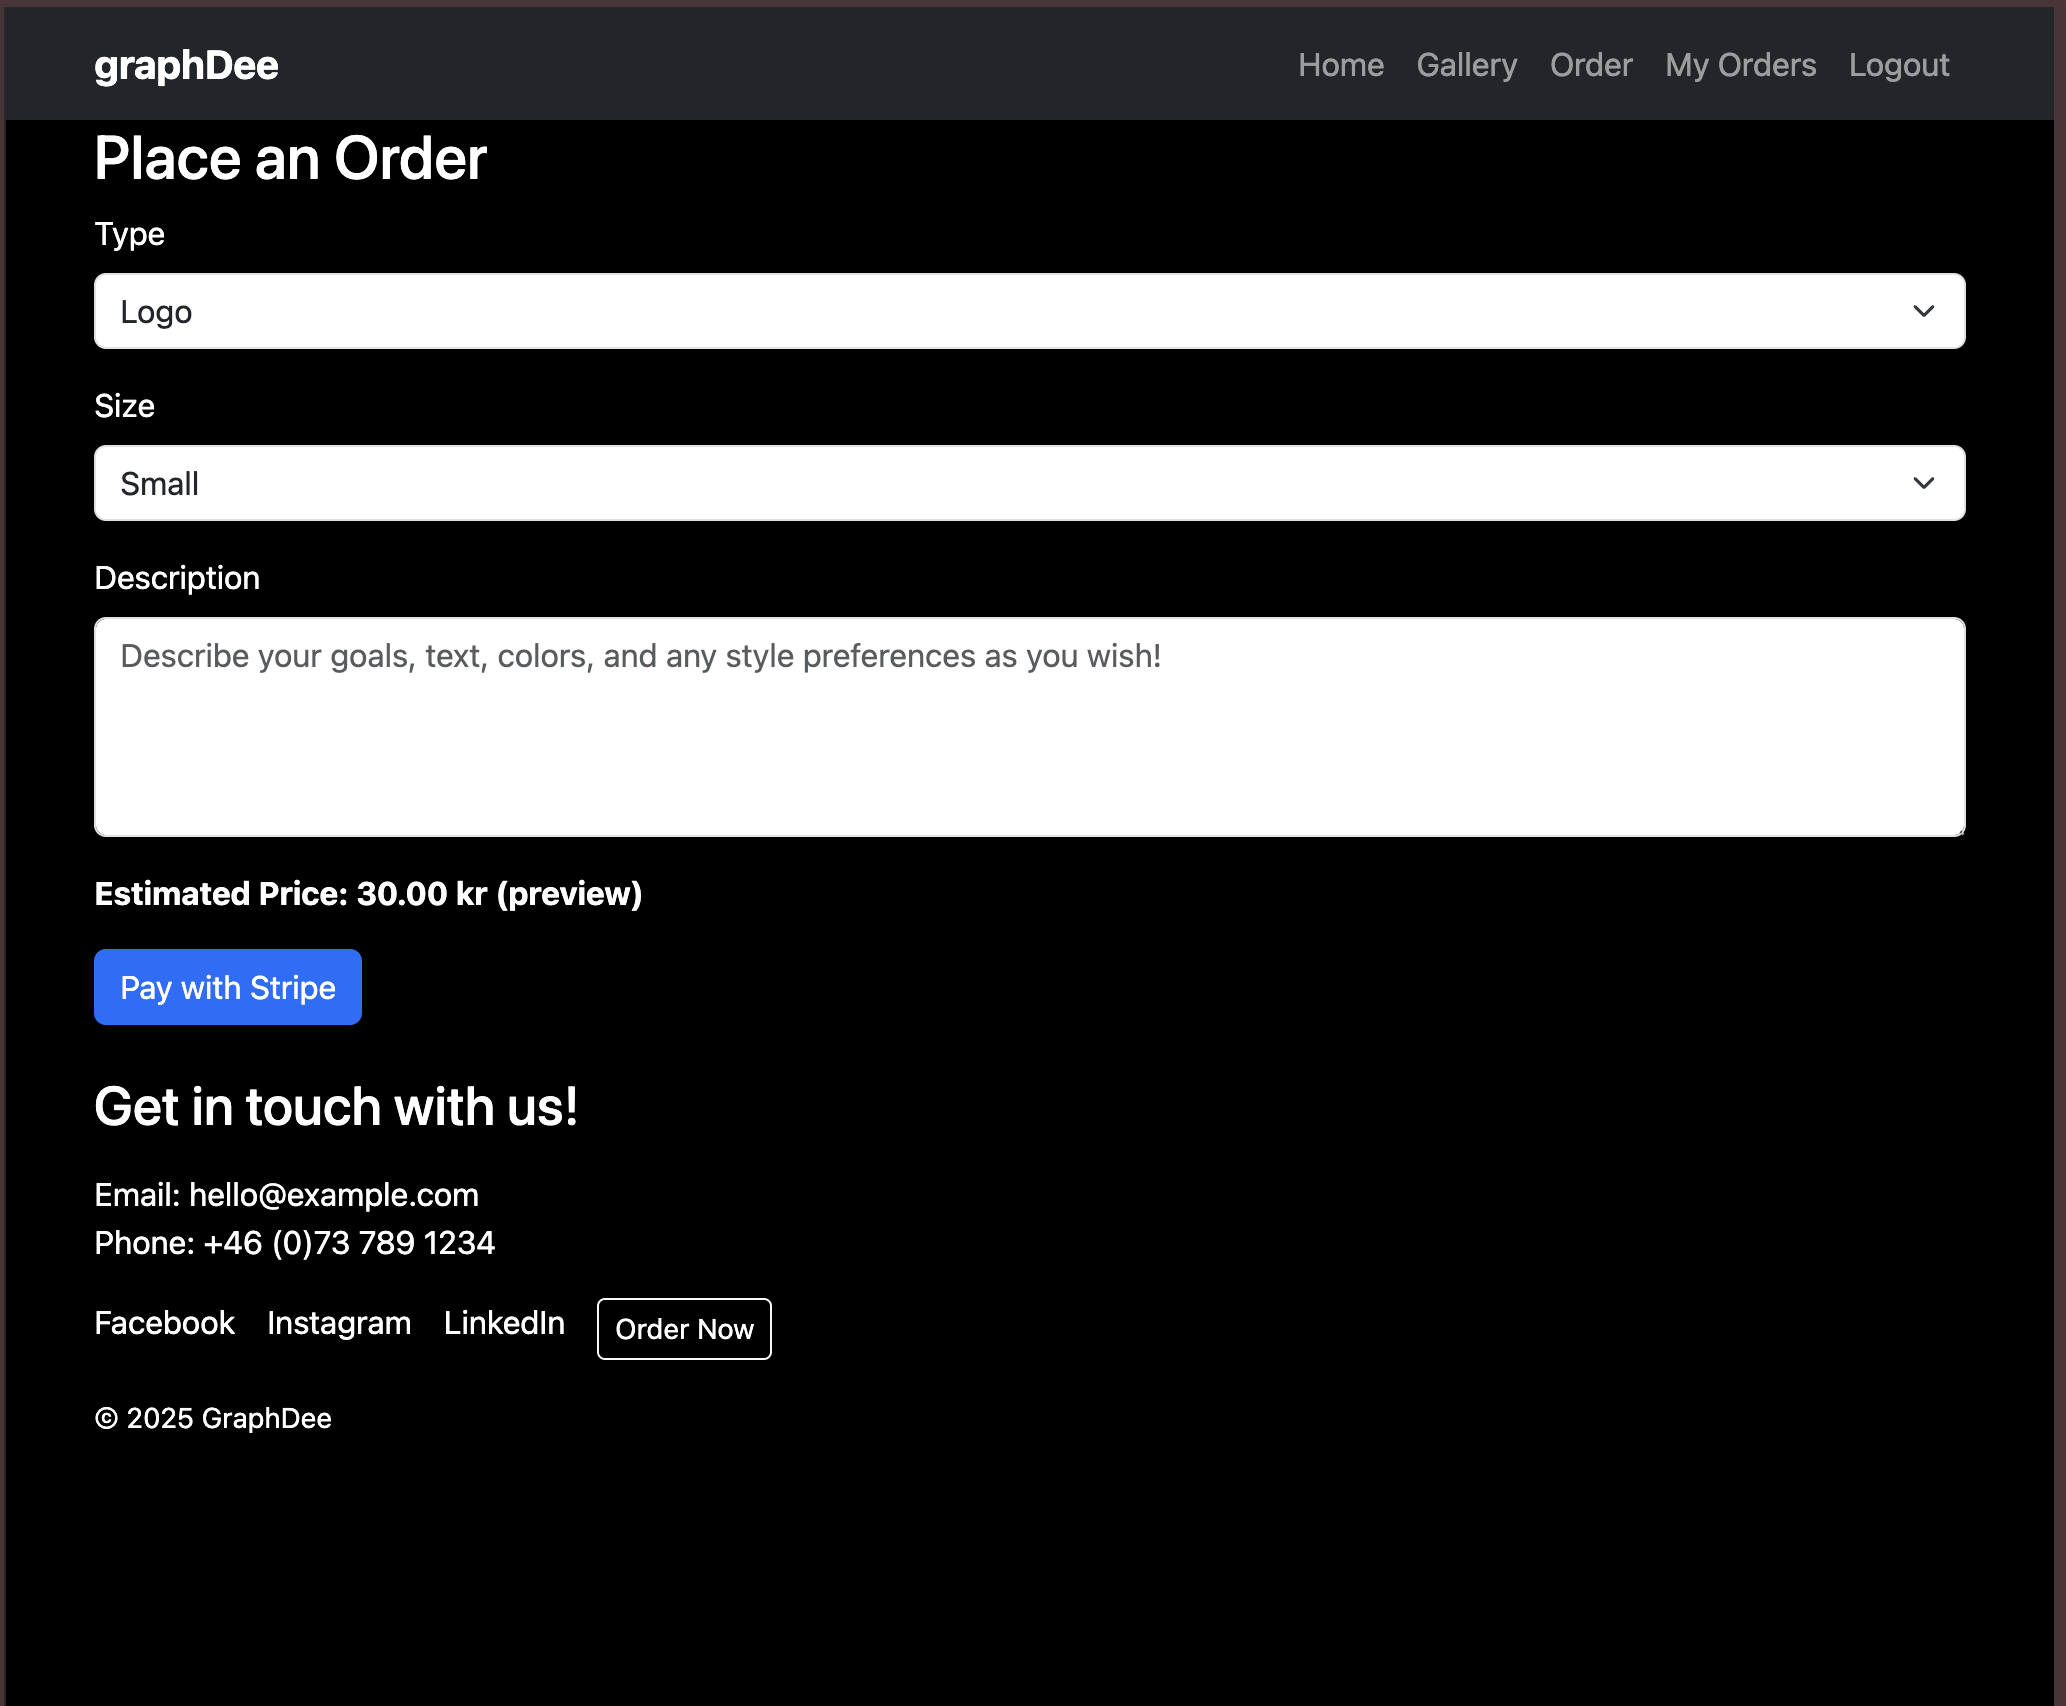 graphDee Home Gallery Order My Orders Logout
Place an Order
Type
Logo
Size
Small
Description
Describe your goals, text, colors, and any style preferences as you wish!
Estimated Price: 30.00 kr (preview)
Pay with Stripe
Get in touch with us!
Email: hello@example.com
Phone: +46 (0)73 789 1234
Facebook Instagram LinkedIn Order Now
© 2025 GraphDee